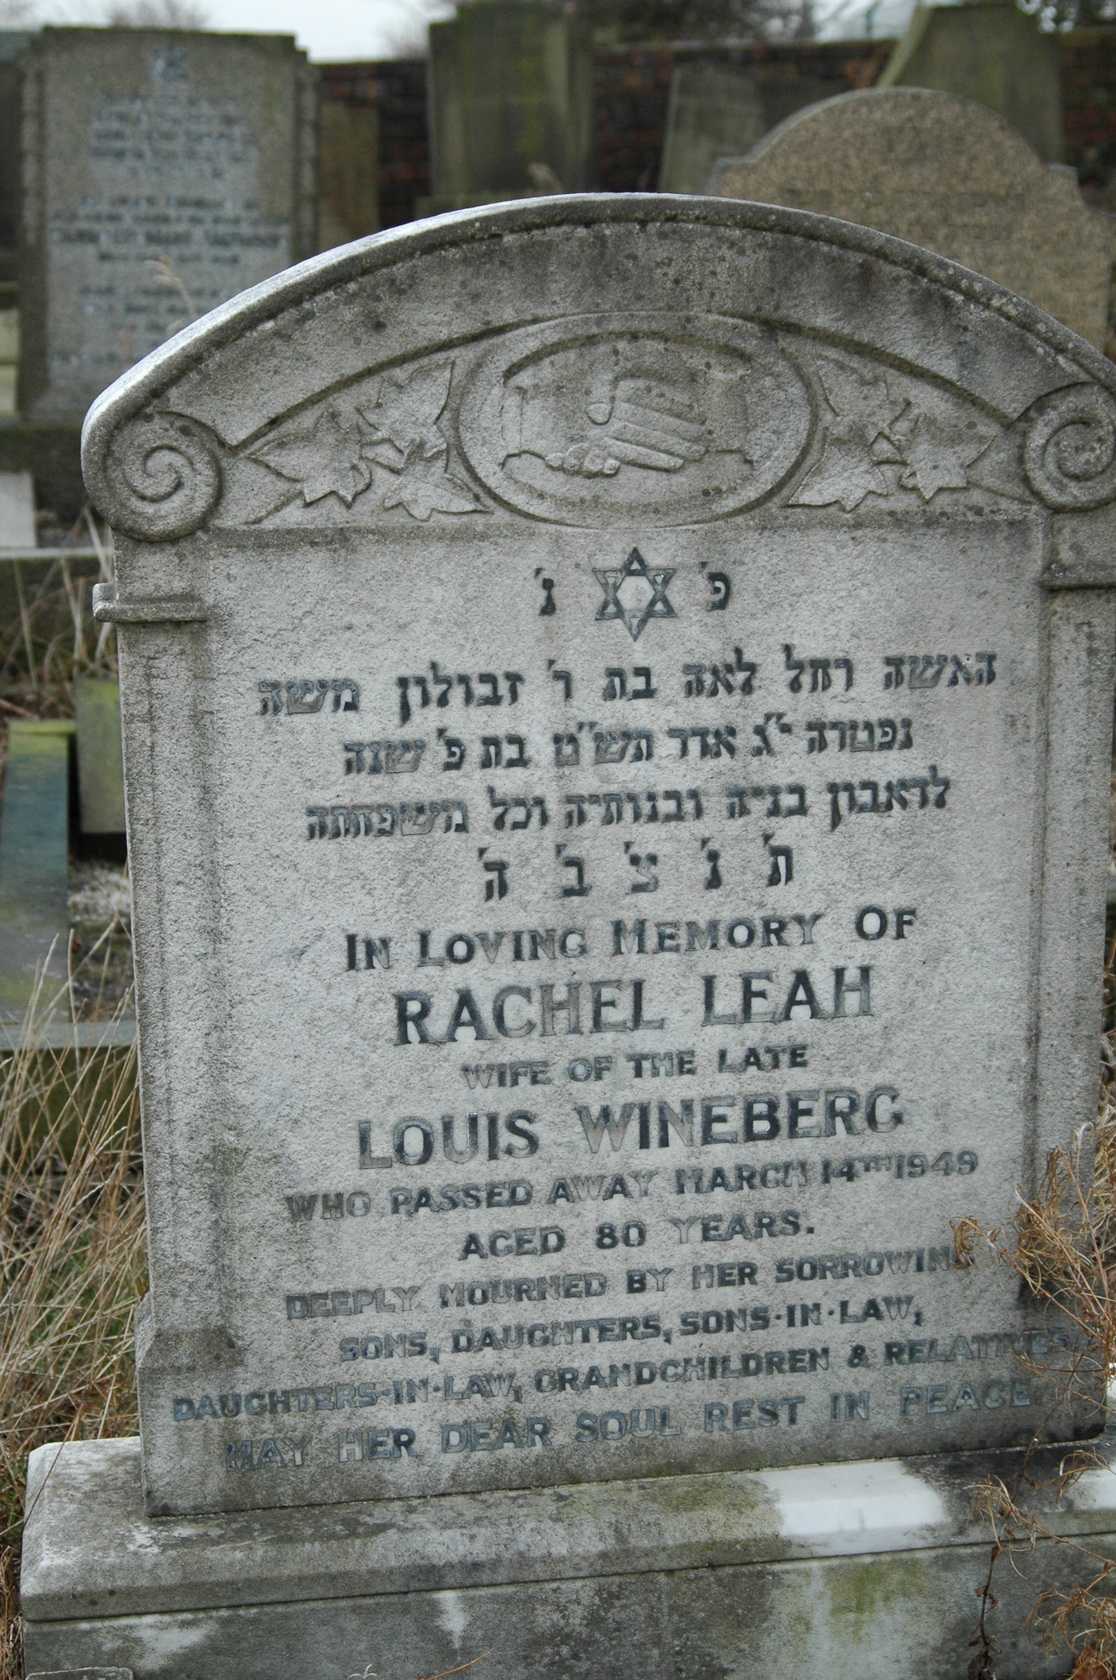 פ' נ'
האשה רחל לאה בת ר' זבולון משה
נפטרה י"ג אדר תש"ט בת פ' שנה
לדאבון בניה ובנותיה וכל משפחתה
ת' נ' צ' ב' ה'
IN LOVING MEMORY OF
RACHEL LEAH
WIFE OF THE LATE
LOUIS WINEBERG
WHO PASSED AWAY MARCH 14TH 1949
AGED 80 YEARS.
DEEPLY MOURNED BY HER SORROWING
SONS, DAUGHTERS, SONS-IN-LAW,
DAUGHTERS-IN-LAW, GRANDCHILDREN & RELATIVES
MAY HER DEAR SOUL REST IN PEACE